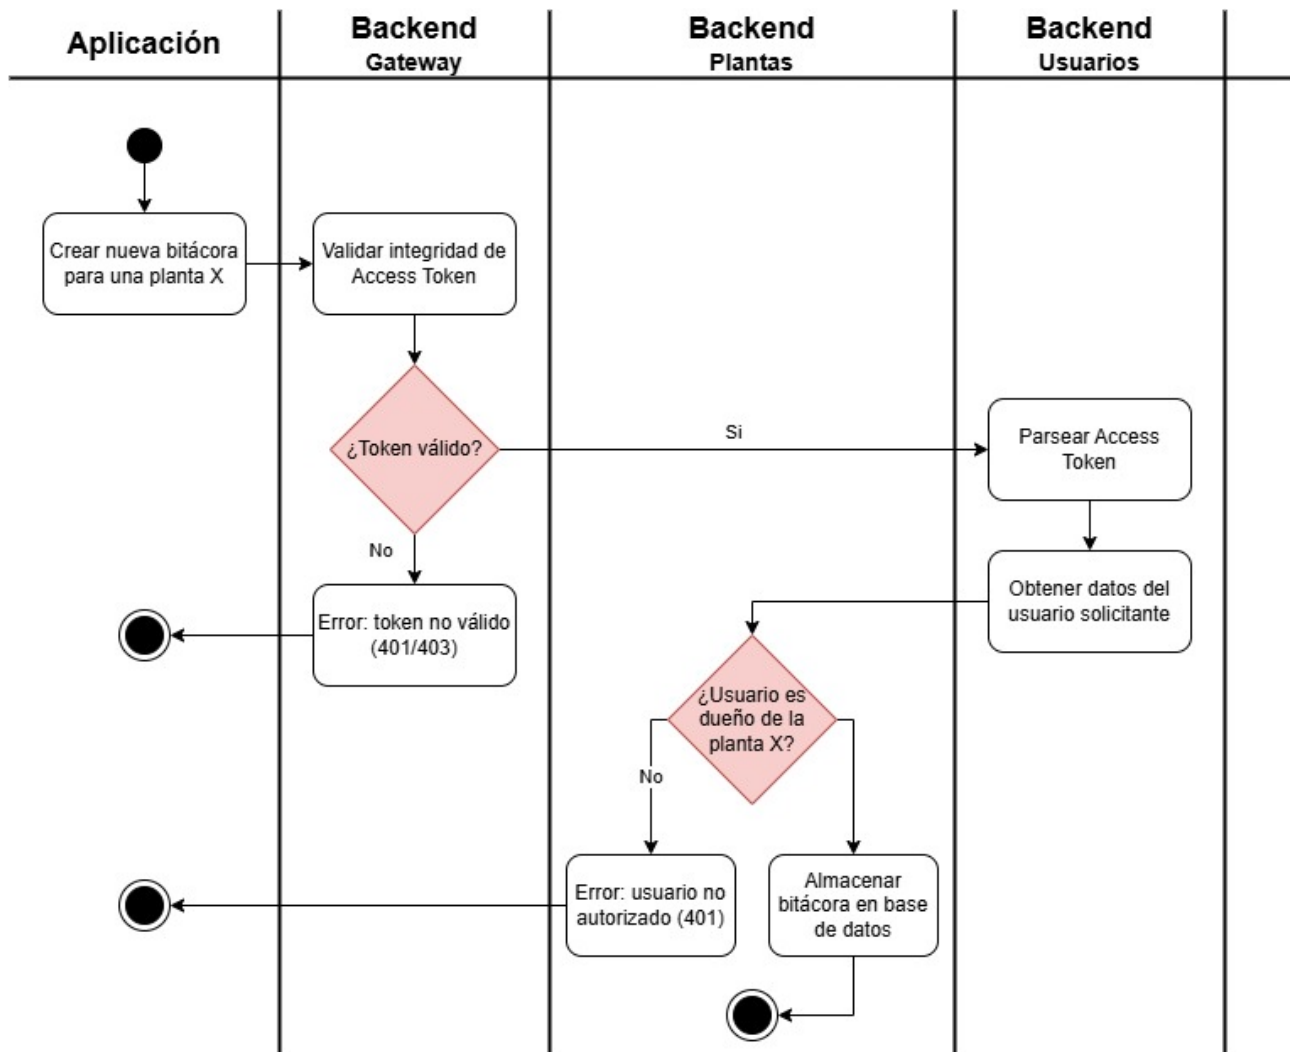 Aplicación
Backend
Gateway
Backend
Plantas
Backend
Usuarios
Crear nueva bitácora
para una planta X
Validar integridad de
Access Token
¿Token válido?
Si
Parsear Access
Token
No
Obtener datos del
usuario solicitante
Error: token no válido
(401/403)
¿Usuario es
dueño de la
planta X?
No
Error: usuario no
autorizado (401)
Almacenar
bitácora en base
de datos